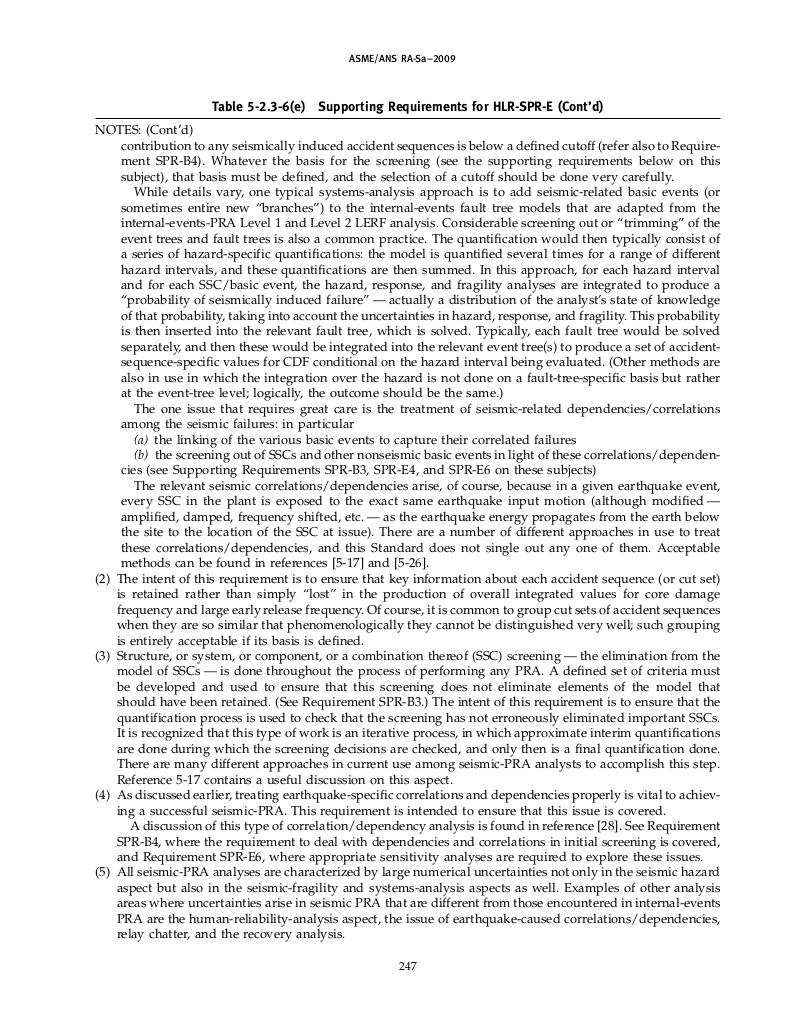 ASME/ANS RA-Sa–2009
Table 5-2.3-6(e) Supporting Requirements for HLR-SPR-E (Cont’d)
NOTES: (Cont’d)
contribution to any seismically induced accident sequences is below a defined cutoff (refer also to Require-
ment SPR-B4). Whatever the basis for the screening (see the supporting requirements below on this
subject), that basis must be defined, and the selection of a cutoff should be done very carefully.
While details vary, one typical systems-analysis approach is to add seismic-related basic events (or
sometimes entire new “branches”) to the internal-events fault tree models that are adapted from the
internal-events-PRA Level 1 and Level 2 LERF analysis. Considerable screening out or “trimming” of the
event trees and fault trees is also a common practice. The quantification would then typically consist of
a series of hazard-specific quantifications: the model is quantified several times for a range of different
hazard intervals, and these quantifications are then summed. In this approach, for each hazard interval
and for each SSC/basic event, the hazard, response, and fragility analyses are integrated to produce a
“probability of seismically induced failure” — actually a distribution of the analyst’s state of knowledge
of that probability, taking into account the uncertainties in hazard, response, and fragility. This probability
is then inserted into the relevant fault tree, which is solved. Typically, each fault tree would be solved
separately, and then these would be integrated into the relevant event tree(s) to produce a set of accident-
sequence-specific values for CDF conditional on the hazard interval being evaluated. (Other methods are
also in use in which the integration over the hazard is not done on a fault-tree-specific basis but rather
at the event-tree level; logically, the outcome should be the same.)
The one issue that requires great care is the treatment of seismic-related dependencies/correlations
among the seismic failures: in particular
(a) the linking of the various basic events to capture their correlated failures
(b) the screening out of SSCs and other nonseismic basic events in light of these correlations/dependen-
cies (see Supporting Requirements SPR-B3, SPR-E4, and SPR-E6 on these subjects)
The relevant seismic correlations/dependencies arise, of course, because in a given earthquake event,
every SSC in the plant is exposed to the exact same earthquake input motion (although modified —
amplified, damped, frequency shifted, etc. — as the earthquake energy propagates from the earth below
the site to the location of the SSC at issue). There are a number of different approaches in use to treat
these correlations/dependencies, and this Standard does not single out any one of them. Acceptable
methods can be found in references [5-17] and [5-26].
(2) The intent of this requirement is to ensure that key information about each accident sequence (or cut set)
is retained rather than simply “lost” in the production of overall integrated values for core damage
frequency and large early release frequency. Of course, it is common to group cut sets of accident sequences
when they are so similar that phenomenologically they cannot be distinguished very well; such grouping
is entirely acceptable if its basis is defined.
(3) Structure, or system, or component, or a combination thereof (SSC) screening — the elimination from the
model of SSCs — is done throughout the process of performing any PRA. A defined set of criteria must
be developed and used to ensure that this screening does not eliminate elements of the model that
should have been retained. (See Requirement SPR-B3.) The intent of this requirement is to ensure that the
quantification process is used to check that the screening has not erroneously eliminated important SSCs.
It is recognized that this type of work is an iterative process, in which approximate interim quantifications
are done during which the screening decisions are checked, and only then is a final quantification done.
There are many different approaches in current use among seismic-PRA analysts to accomplish this step.
Reference 5-17 contains a useful discussion on this aspect.
(4) As discussed earlier, treating earthquake-specific correlations and dependencies properly is vital to achiev-
ing a successful seismic-PRA. This requirement is intended to ensure that this issue is covered.
A discussion of this type of correlation/dependency analysis is found in reference [28]. See Requirement
SPR-B4, where the requirement to deal with dependencies and correlations in initial screening is covered,
and Requirement SPR-E6, where appropriate sensitivity analyses are required to explore these issues.
(5) All seismic-PRA analyses are characterized by large numerical uncertainties not only in the seismic hazard
aspect but also in the seismic-fragility and systems-analysis aspects as well. Examples of other analysis
areas where uncertainties arise in seismic PRA that are different from those encountered in internal-events
PRA are the human-reliability-analysis aspect, the issue of earthquake-caused correlations/dependencies,
relay chatter, and the recovery analysis.
247